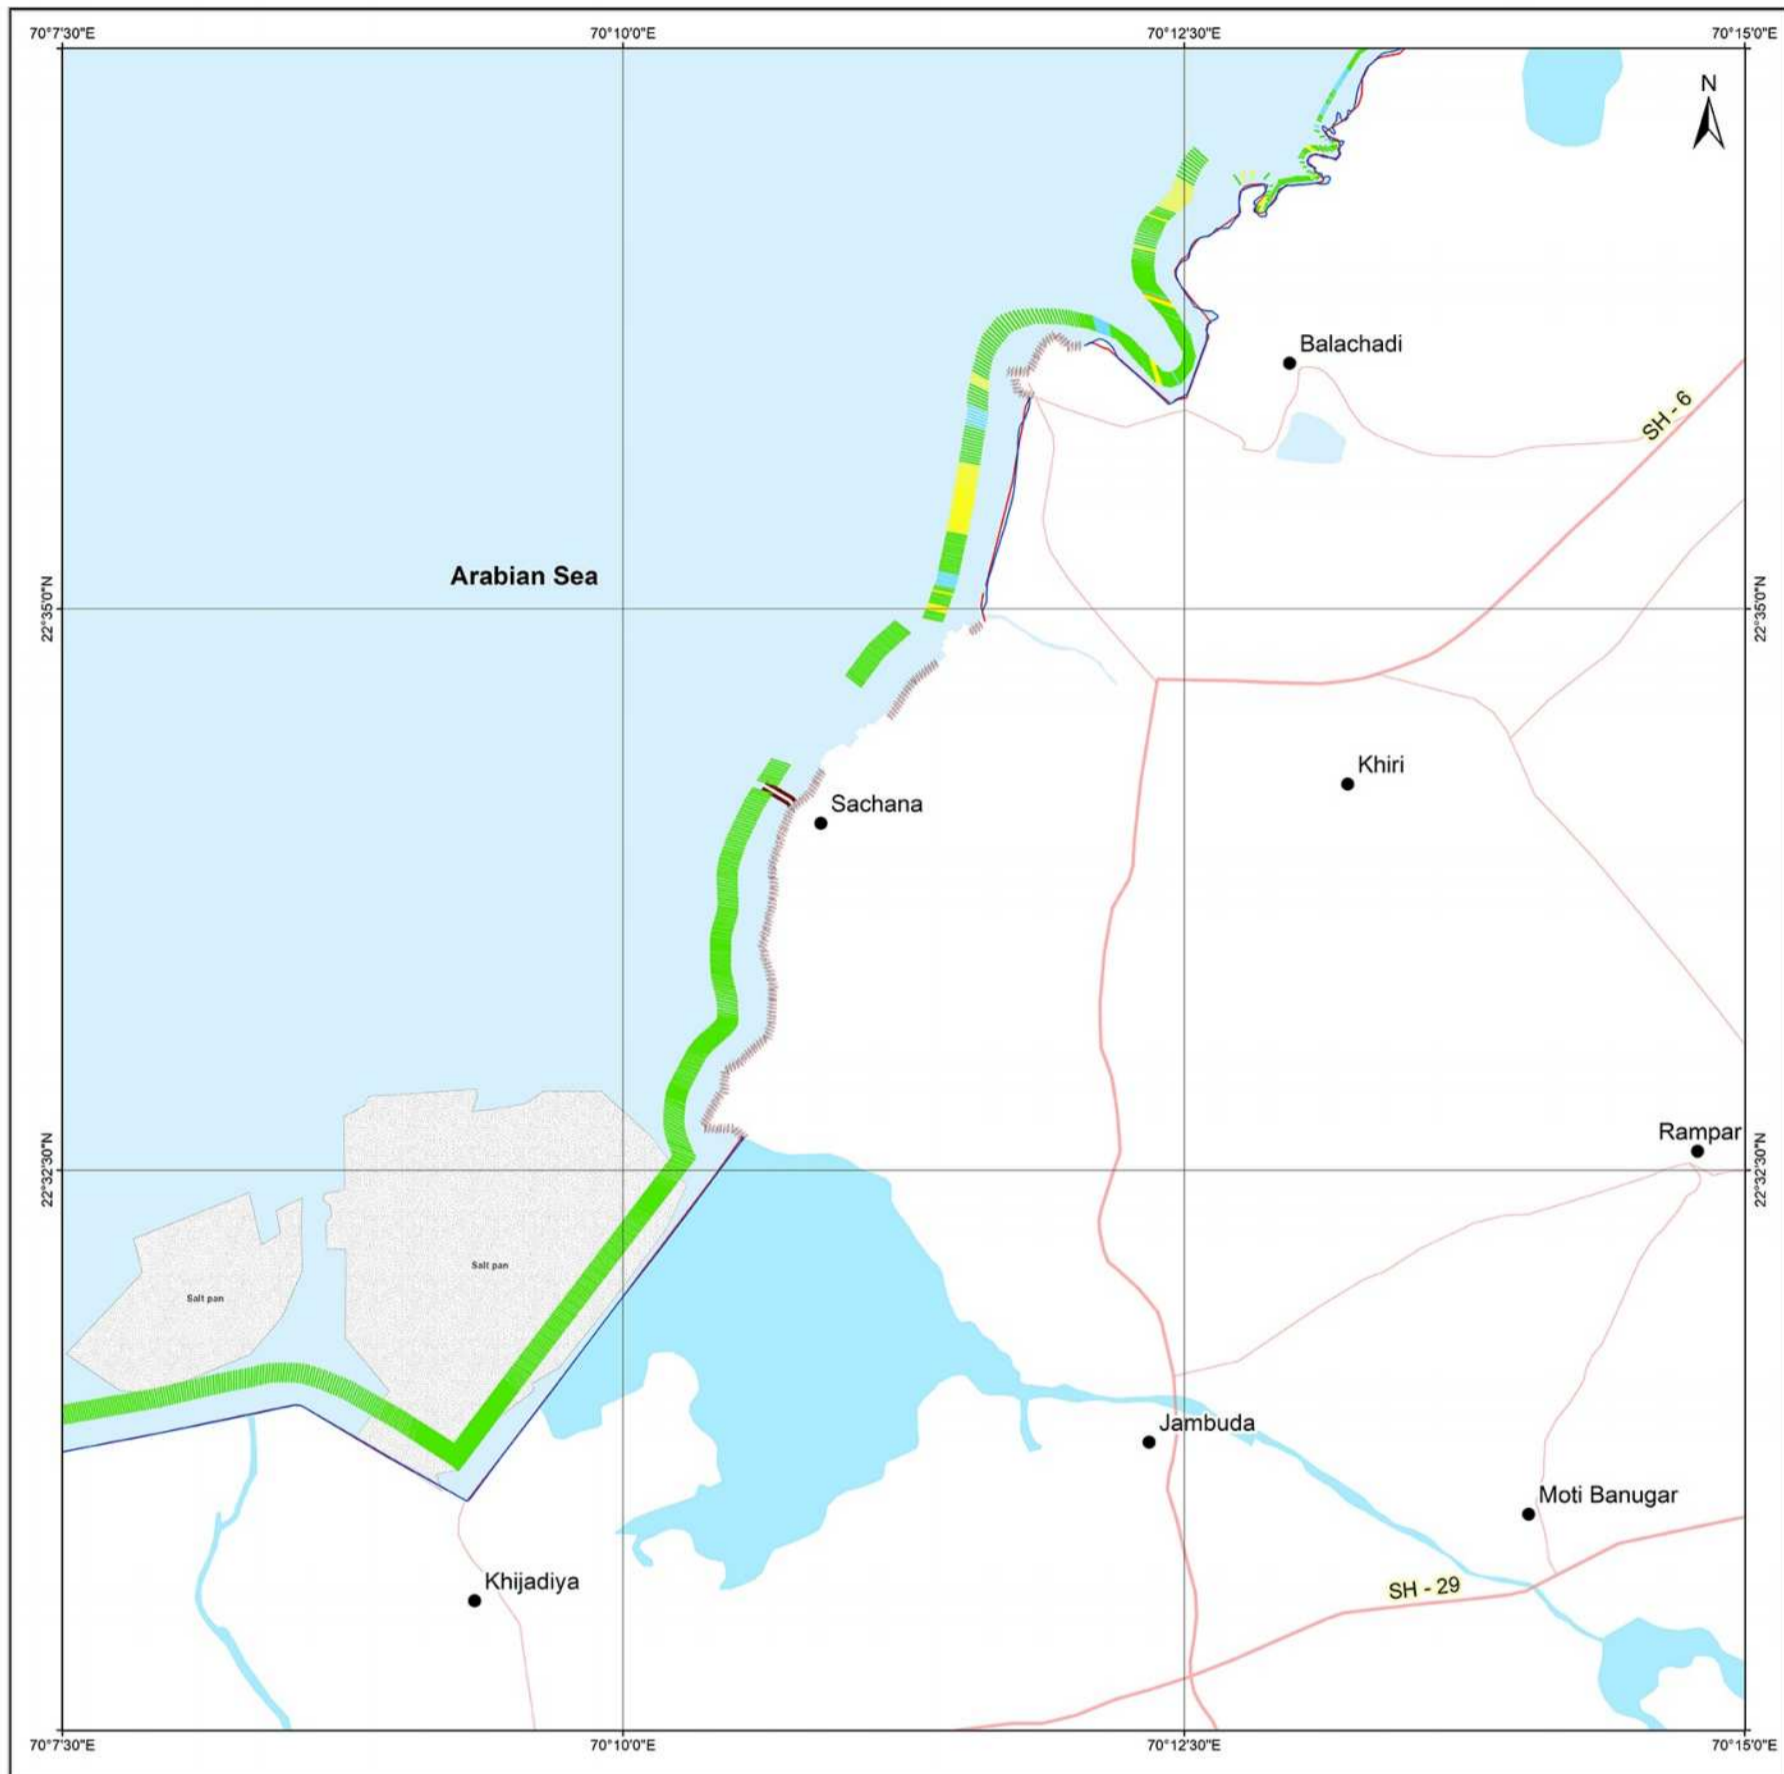 70°7'30"E
70°10'0"E
70°12'30"E
70°15'0"E
N
Balachadi
SH - 6
Arabian Sea
22°35'0"N
22°35'0"N
Khiri
Sachana
Rampar
22°32'30"N
22°32'30"N
Salt pan
Salt pan
Jambuda
Moti Banugar
Khijadiya
SH - 29
70°7'30"E
70°10'0"E
70°12'30"E
70°15'0"E